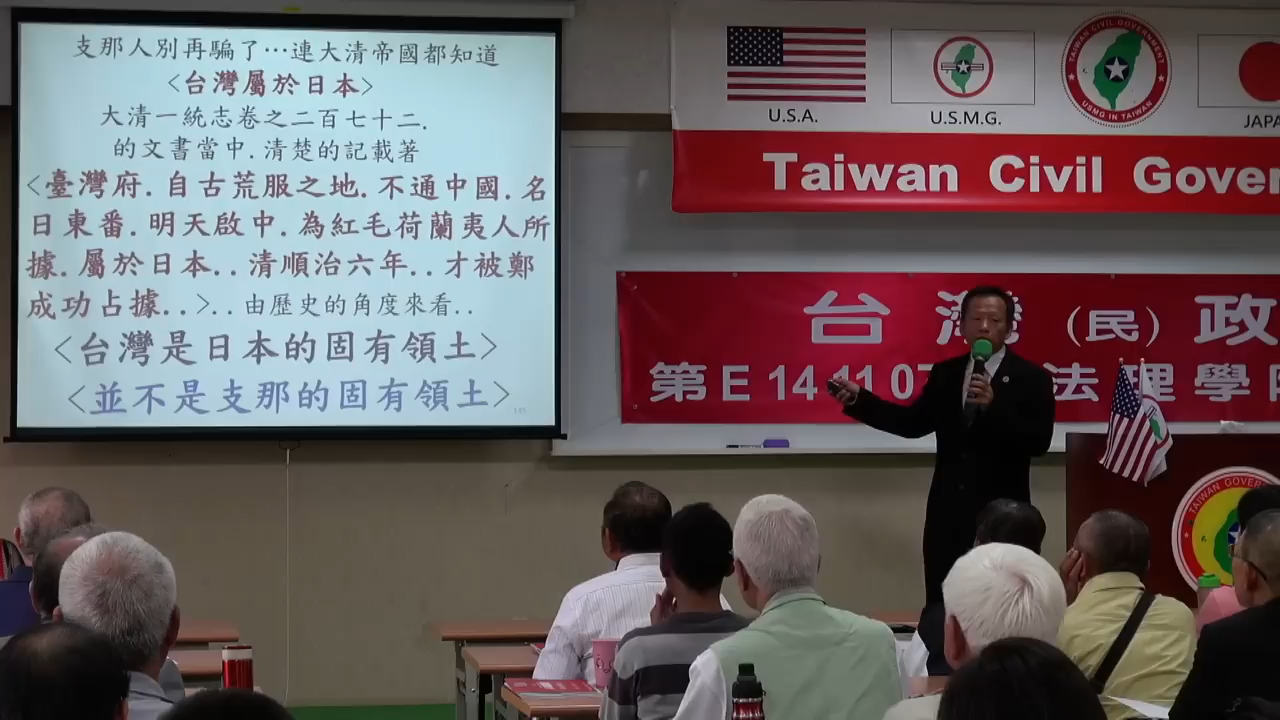 支那人別再騙了…連大清帝國都知道
<台灣屬於日本>
大清一統志卷之二百七十二.
的文書當中.清楚的記載著
<臺灣府.自古荒服之地.不通中國.名
日東番.明天啟中.為紅毛荷蘭夷人所
據.屬於日本..清順治六年..才被鄭
成功占據..>..由歷史的角度來看..
<台灣是日本的固有領土>
<並不是支那的固有領土>
145
U.S.A.
U.S.M.G.
TAIWAN CIVIL GOVERNMENT
USMG IN TAIWAN
JAPA
Taiwan Civil Gover
台灣(民)政
第E 14 11 07 法理學
TAIWAN GOVER